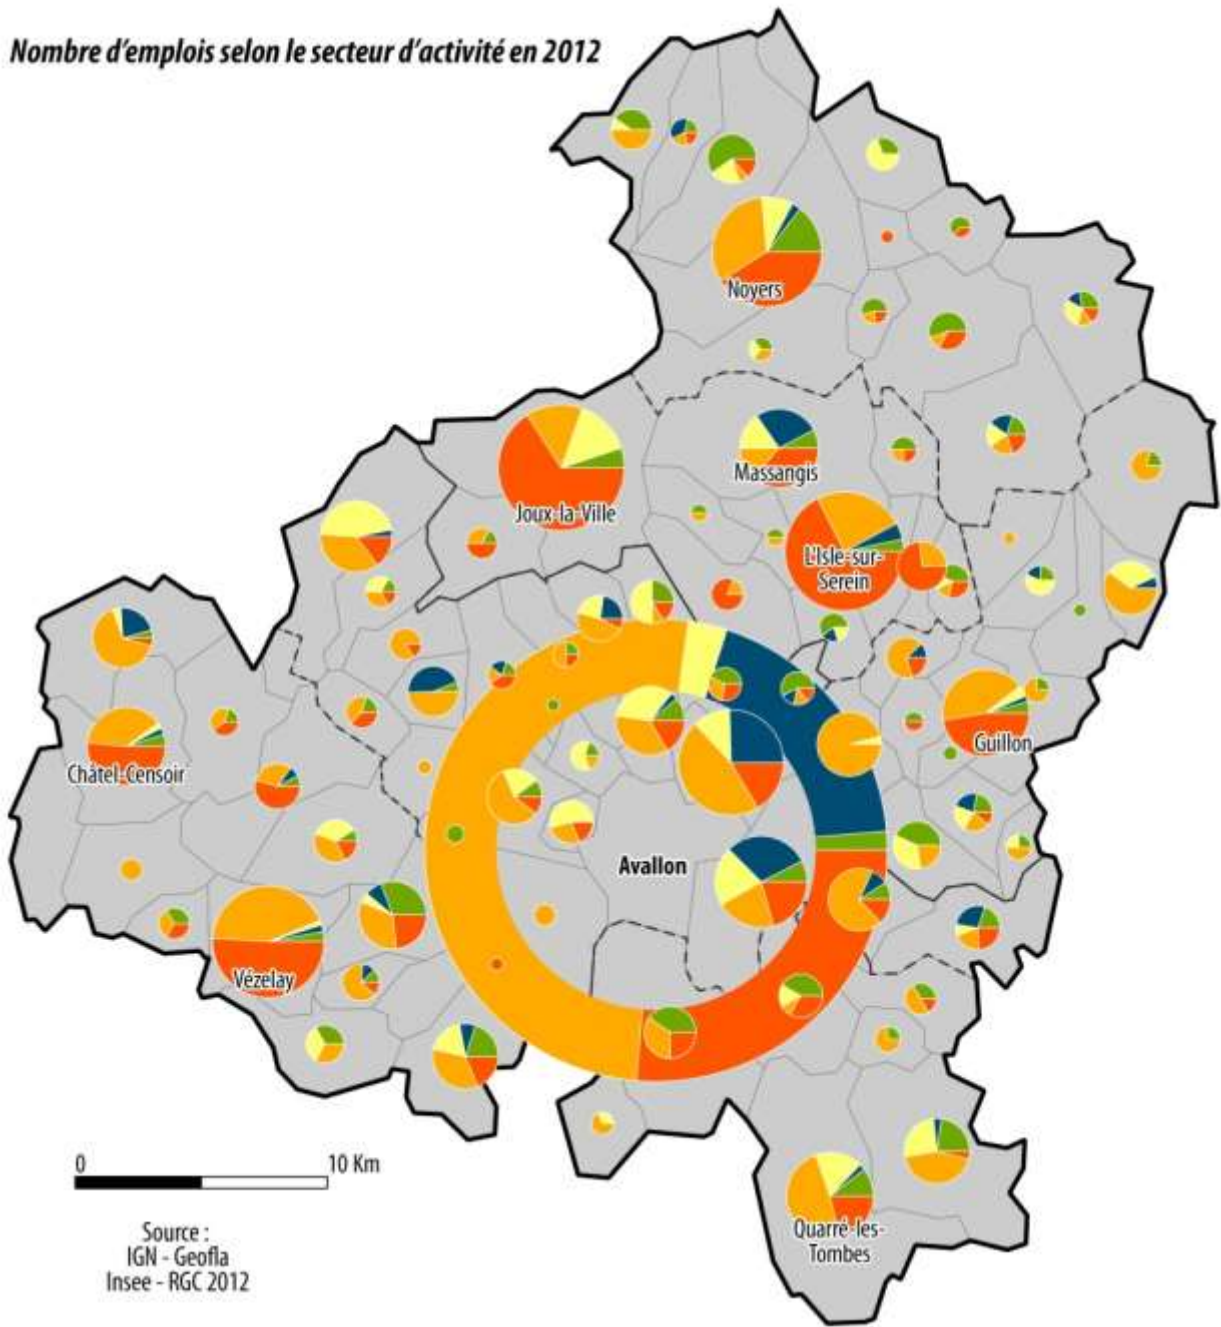 Nombre d'emplois selon le secteur d'activité en 2012
Noyers
Massangis
Joux-la-Ville
L'Isle-sur-
Serein
Guillon
Châtel-Censoir
Avallon
Vézelay
0 10 Km
Source :
IGN - Geofla
Insee - RGC 2012
Quarré-les-
Tombes